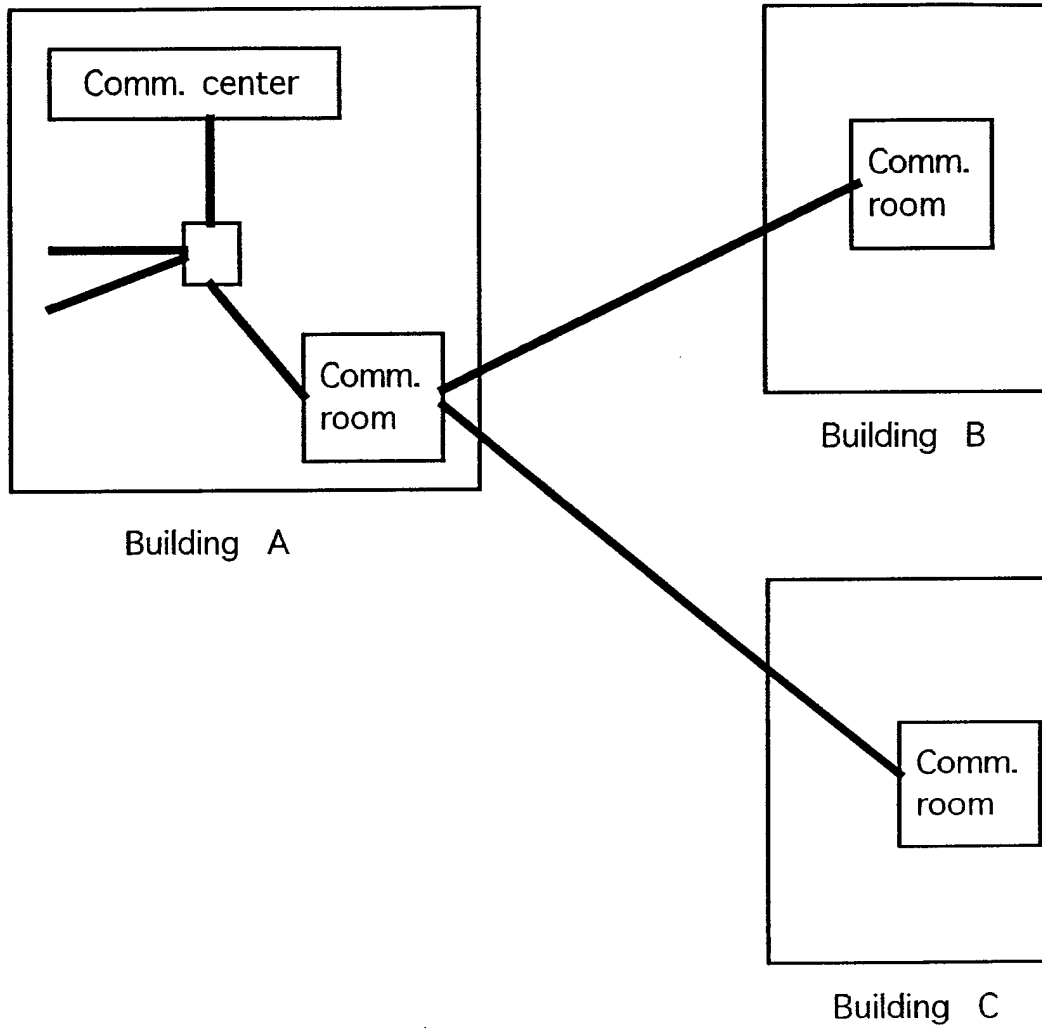 Comm. center
Comm.
room
Building A
Comm.
room
Building B
Comm.
room
Building C